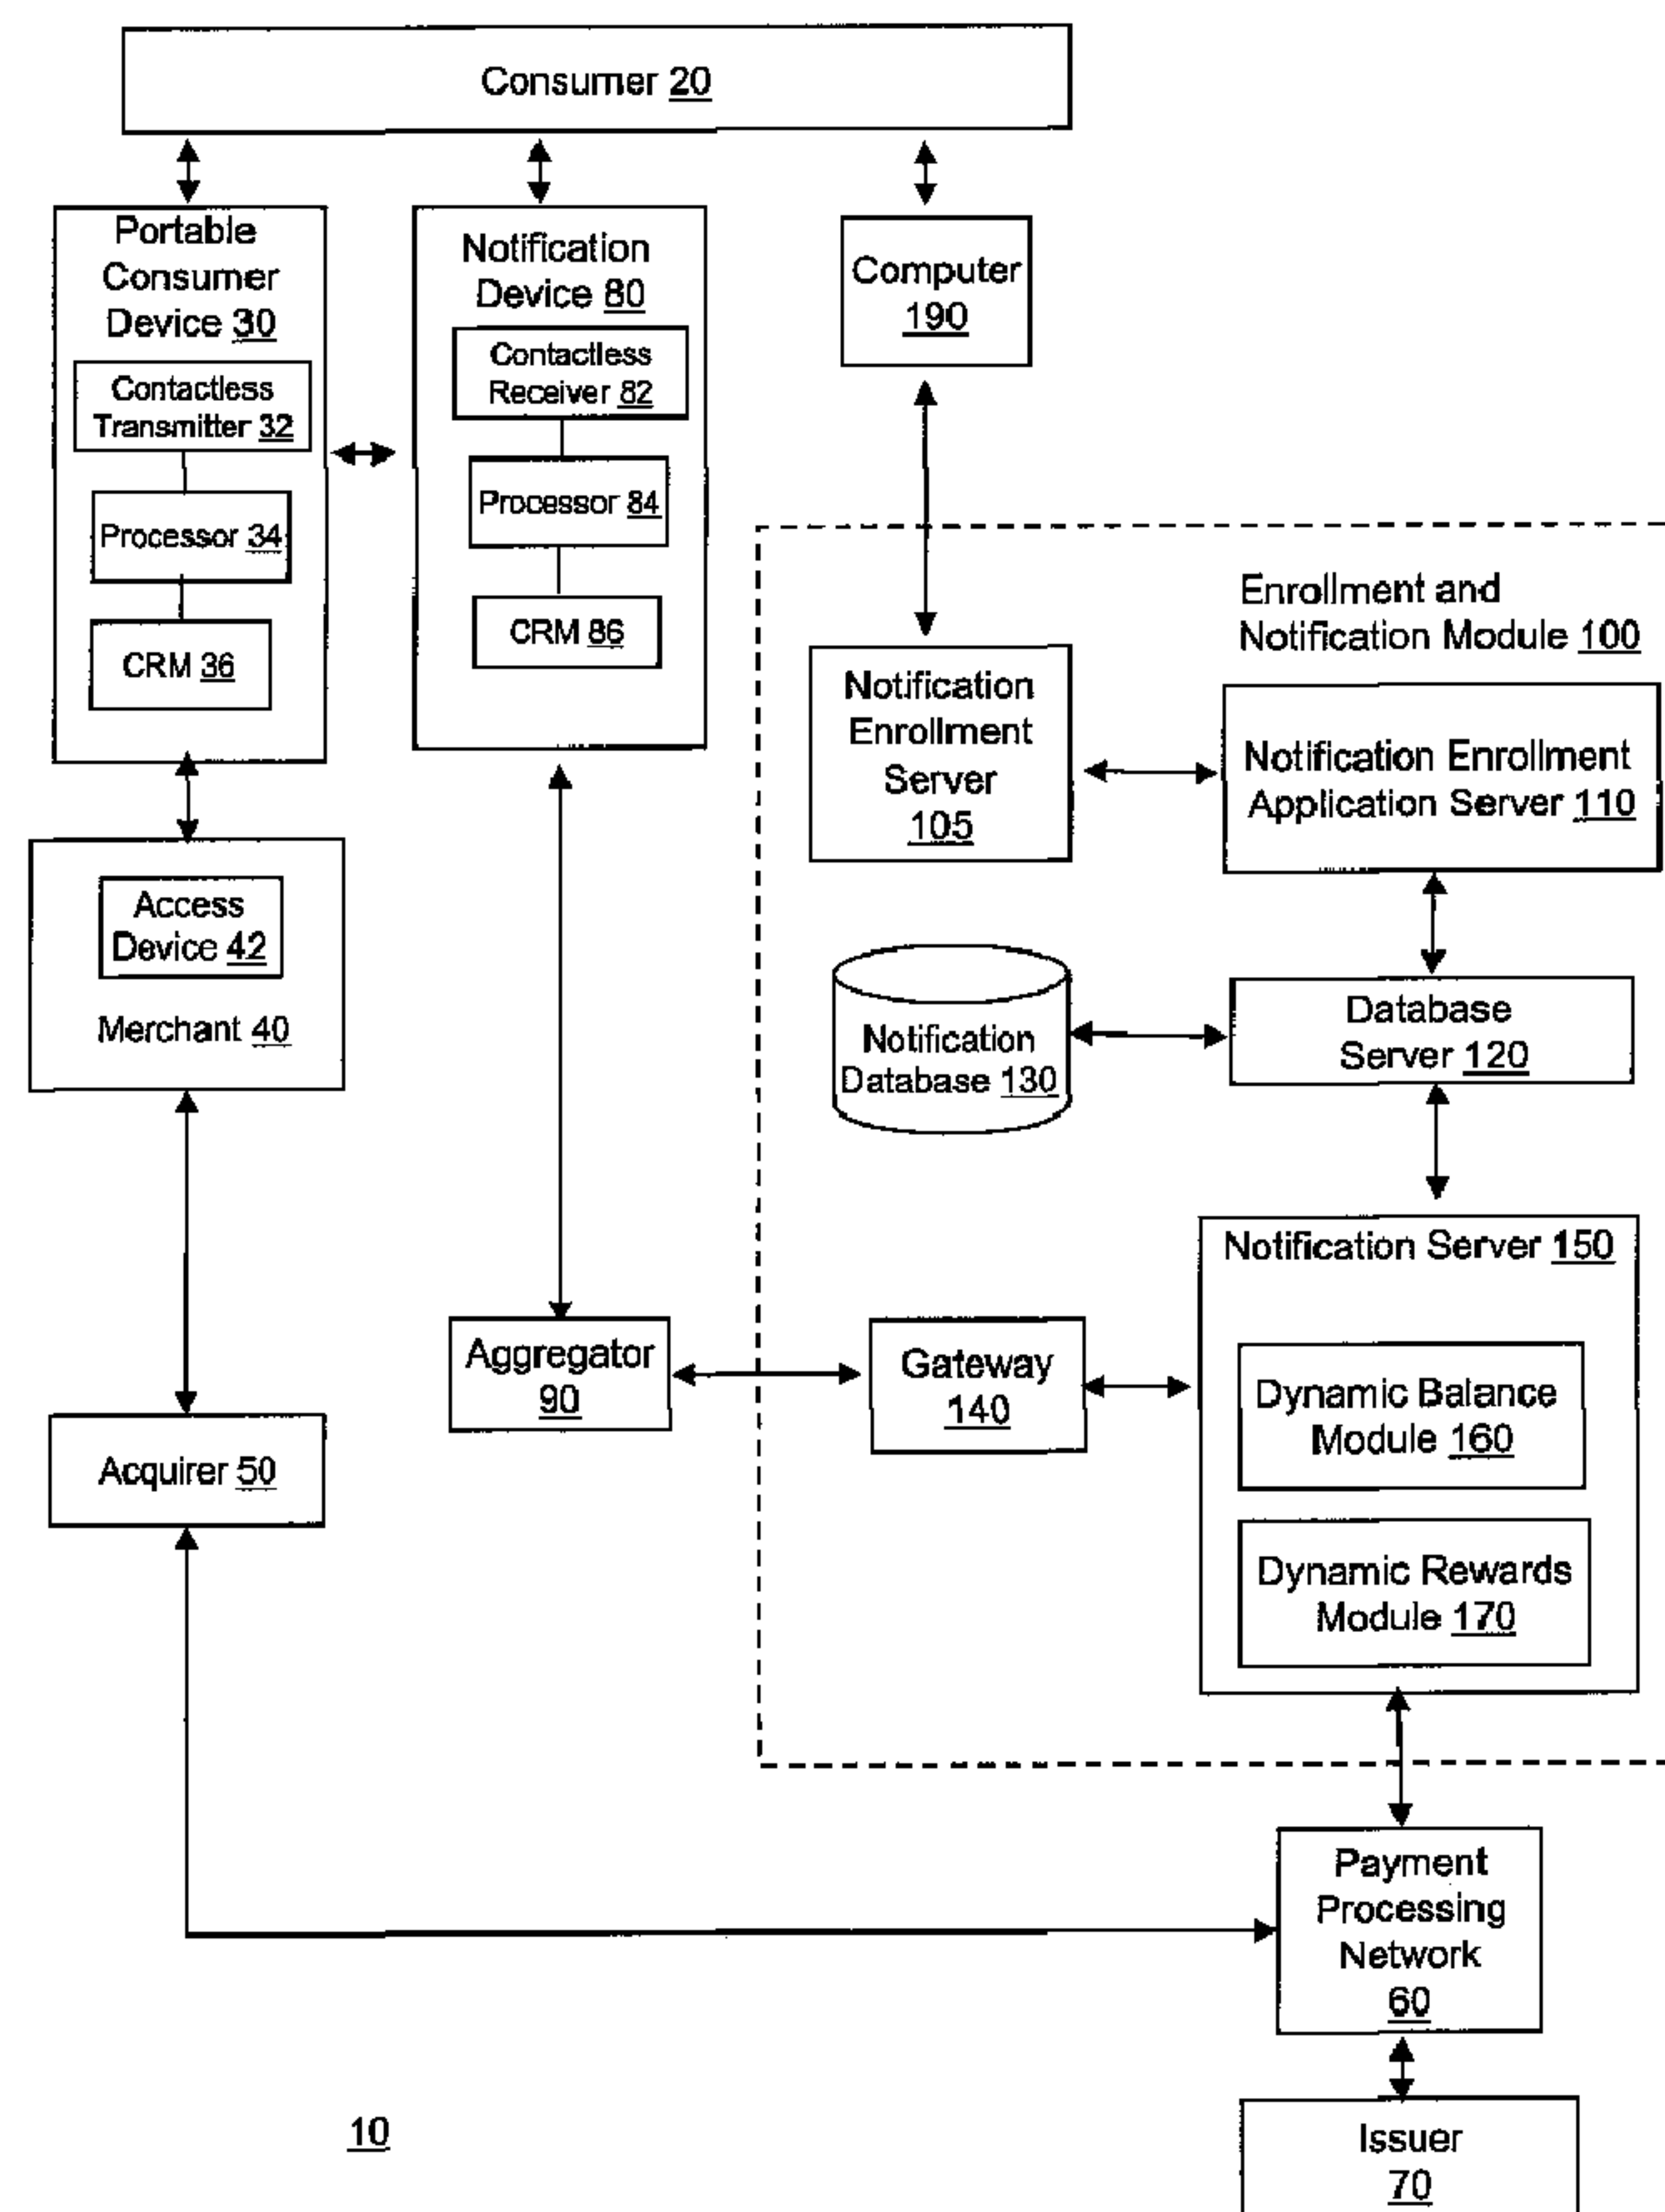 Consumer 20
Portable
Consumer
Device 30
Contactless
Transmitter 32
Processor 34
CRM 36
Notification
Device 80
Contactless
Receiver 82
Processor 84
CRM 86
Computer
190
Enrollment and
Notification Module 100
Notification
Enrollment
Server
105
Notification Enrollment
Application Server 110
Access
Device 42
Merchant 40
Notification
Database 130
Database
Server 120
Notification Server 150
Dynamic Balance
Module 160
Dynamic Rewards
Module 170
Aggregator
90
Gateway
140
Acquirer 50
Payment
Processing
Network
60
Issuer
70
10